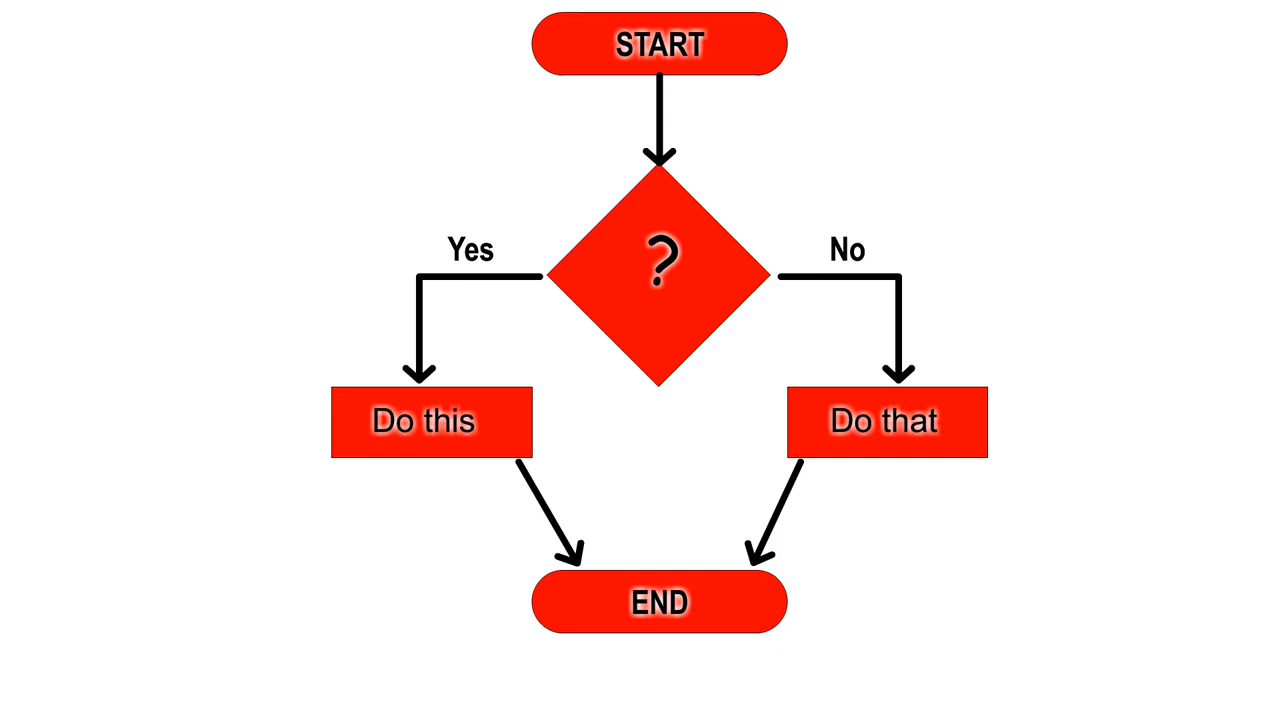 START
?
Yes
No
Do this
Do that
END